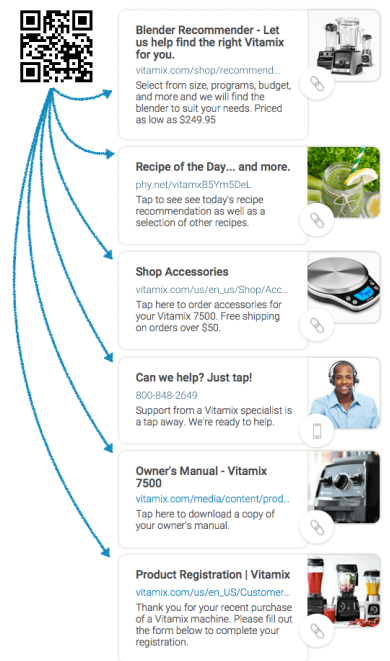 Blender Recommender - Let
us help find the right Vitamix
for you.
vitamix.com/shop/recommend...
Select from size, programs, budget,
and more and we will find the
blender to suit your needs. Priced
as low as $249.95
Recipe of the Day... and more.
phy.net/vitamxB5Ym5DeL
Tap to see see today's recipe
recommendation as well as a
selection of other recipes.
Shop Accessories
vitamix.com/us/en_us/Shop/Acc...
Tap here to order accessories for
your Vitamix 7500. Free shipping
on orders over $50.
Can we help? Just tap!
800-848-2649
Support from a Vitamix specialist is
a tap away. We're ready to help.
Owner's Manual - Vitamix
7500
vitamix.com/media/content/prod...
Tap here to download a copy of
your owner's manual.
Product Registration | Vitamix
vitamix.com/us/en_US/Customer...
Thank you for your recent purchase
of a Vitamix machine. Please fill out
the form below to complete your
registration.